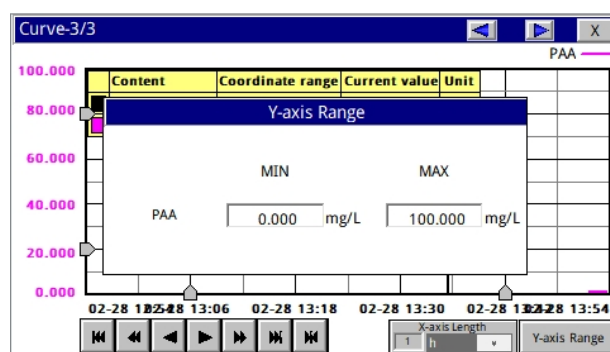 Curve-3/3 X
PAA
100.000
Content Coordinate range Current value Unit
80.000
Y-axis Range
60.000
MIN MAX
40.000
PAA 0.000 mg/L 100.000 mg/L
20.000
0.000
02-28 13:06 02-28 13:18 02-28 13:30 02-28 13:54
X-axis Length
1 h
Y-axis Range